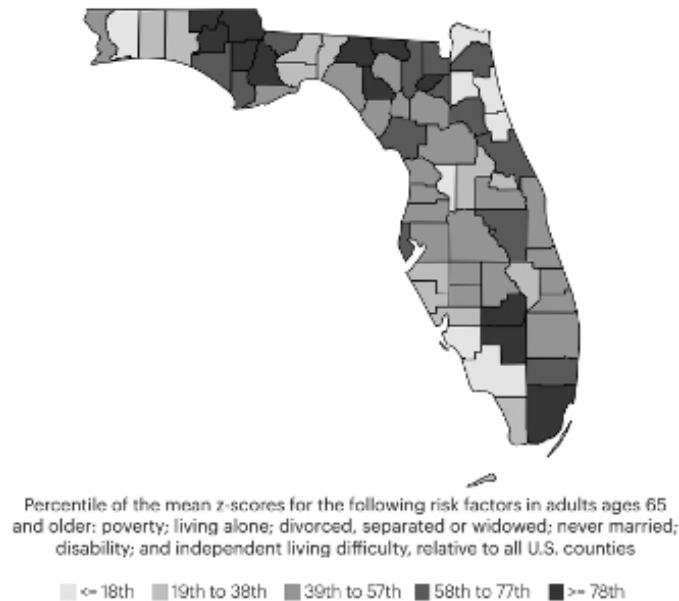 Percentile of the mean z-scores for the following risk factors in adults ages 65
and older: poverty; living alone; divorced, separated or widowed; never married;
disability; and independent living difficulty, relative to all U.S. counties
<= 18th 19th to 38th 39th to 57th 58th to 77th >= 78th